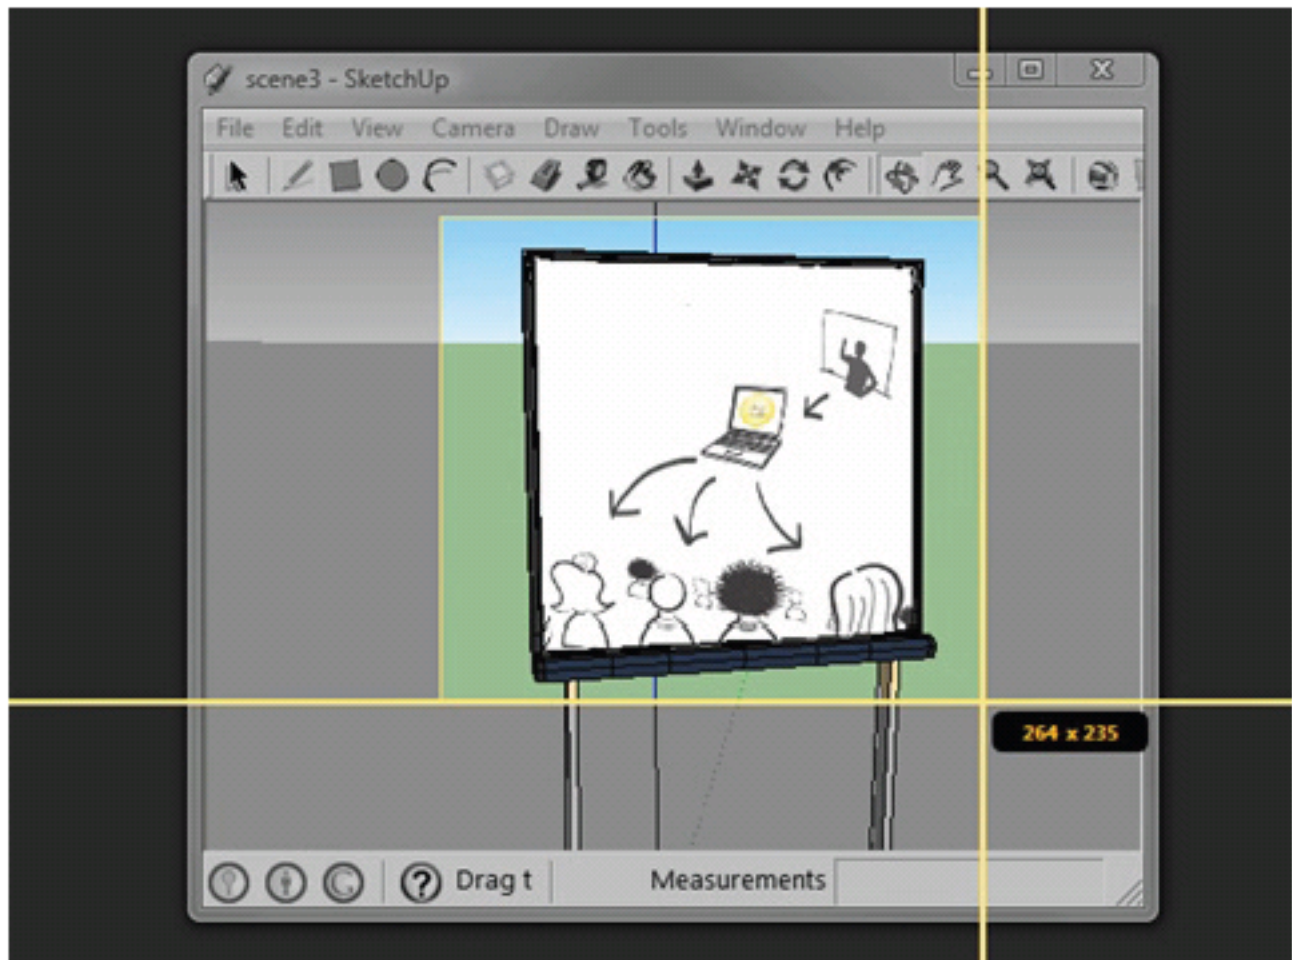 scene3 - SketchUp
File Edit View Camera Draw Tools Window Help
264 x 235
Drag t Measurements